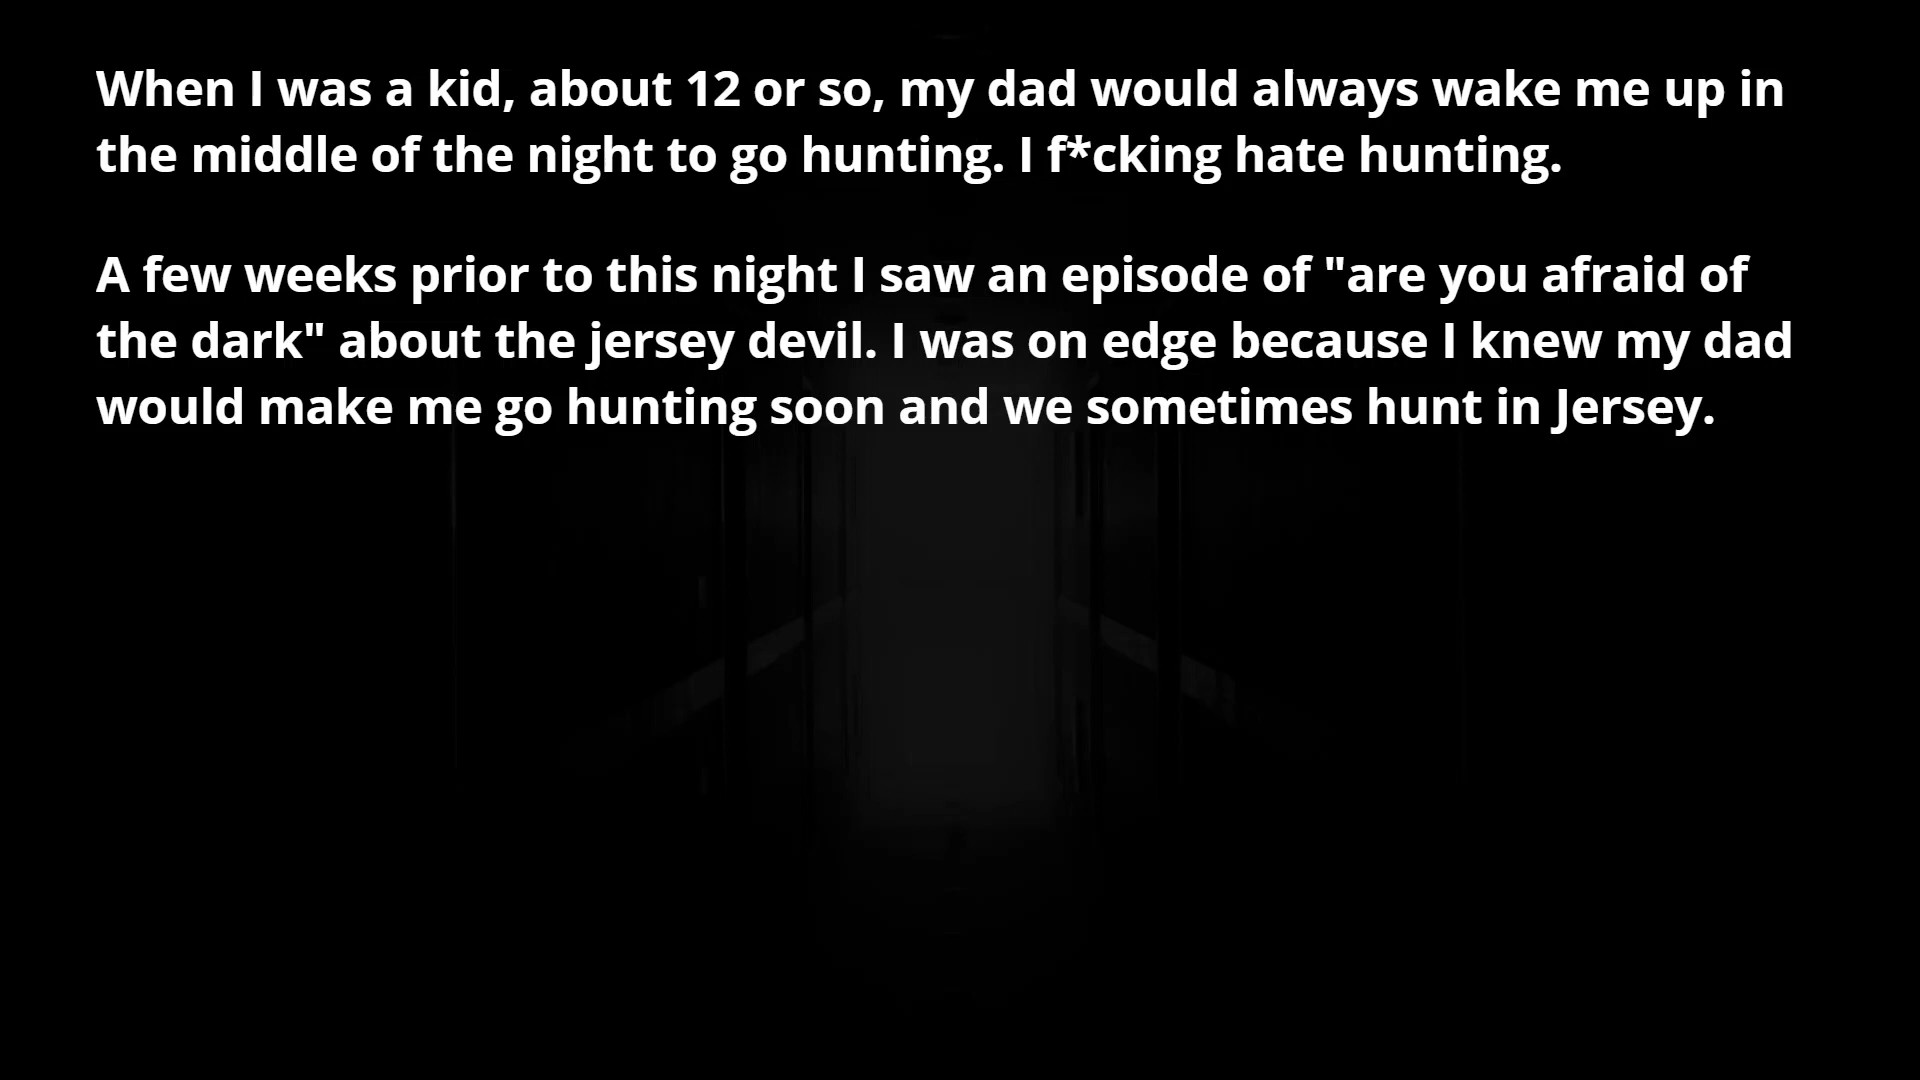 When I was a kid, about 12 or so, my dad would always wake me up in
the middle of the night to go hunting. I f*cking hate hunting.
A few weeks prior to this night I saw an episode of "are you afraid of
the dark" about the jersey devil. I was on edge because I knew my dad
would make me go hunting soon and we sometimes hunt in Jersey.